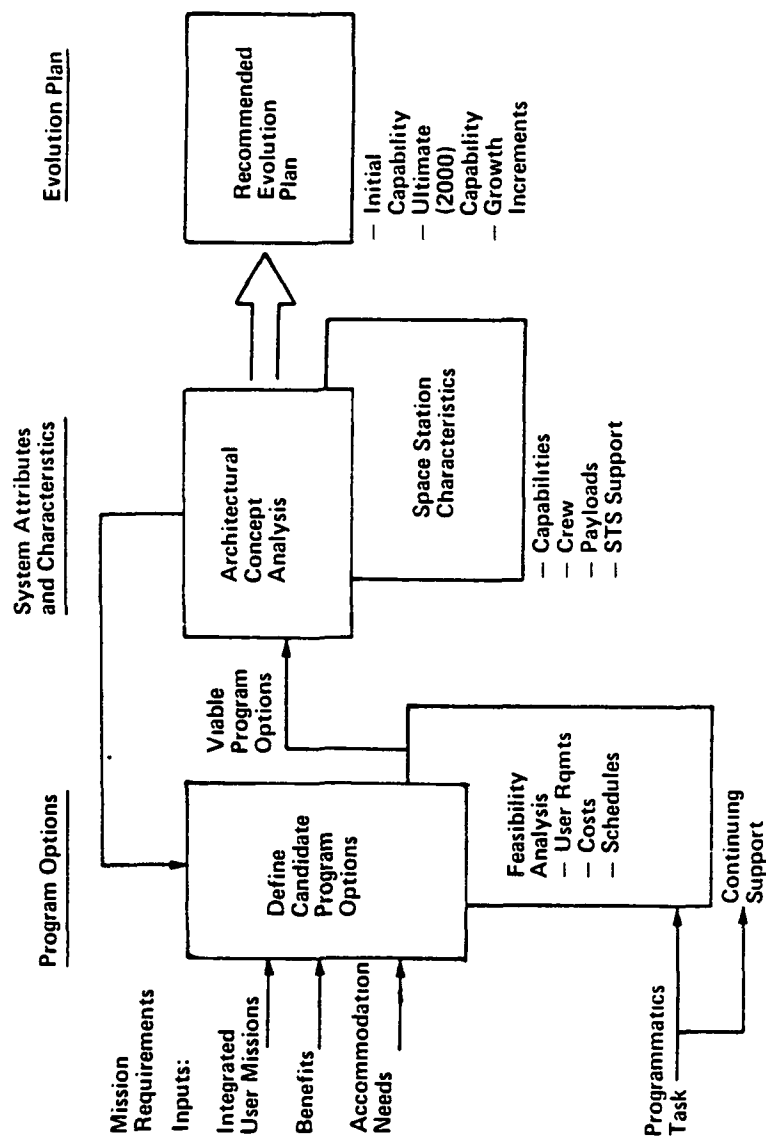 Program Options
System Attributes
and Characteristics
Evolution Plan
Mission
Requirements
Inputs:
Integrated
User Missions
Benefits
Accommodation
Needs
Define
Candidate
Program
Options
Feasibility
Analysis
– User Rqmts
– Costs
– Schedules
Programmatics
Task
Continuing
Support
Viable
Program
Options
Architectural
Concept
Analysis
Space Station
Characteristics
– Capabilities
– Crew
– Payloads
– STS Support
Recommended
Evolution
Plan
– Initial
Capability
– Ultimate
(2000)
Capability
– Growth
Increments